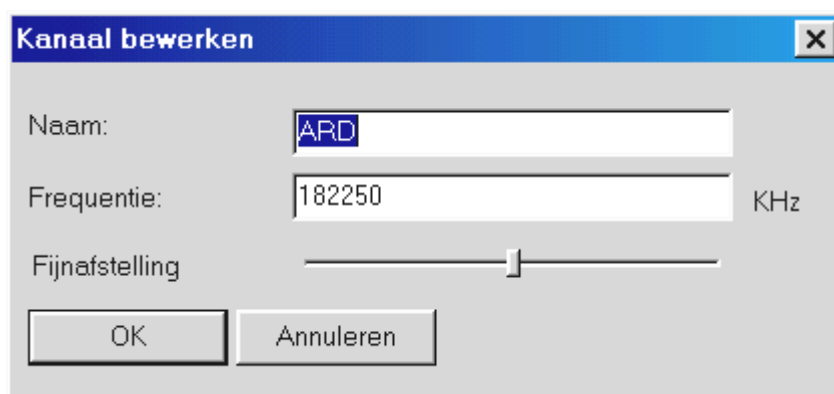 Kanaal bewerken
Naam: ARD
Frequentie: 182250 KHz
Fijnafstelling
OK Annuleren